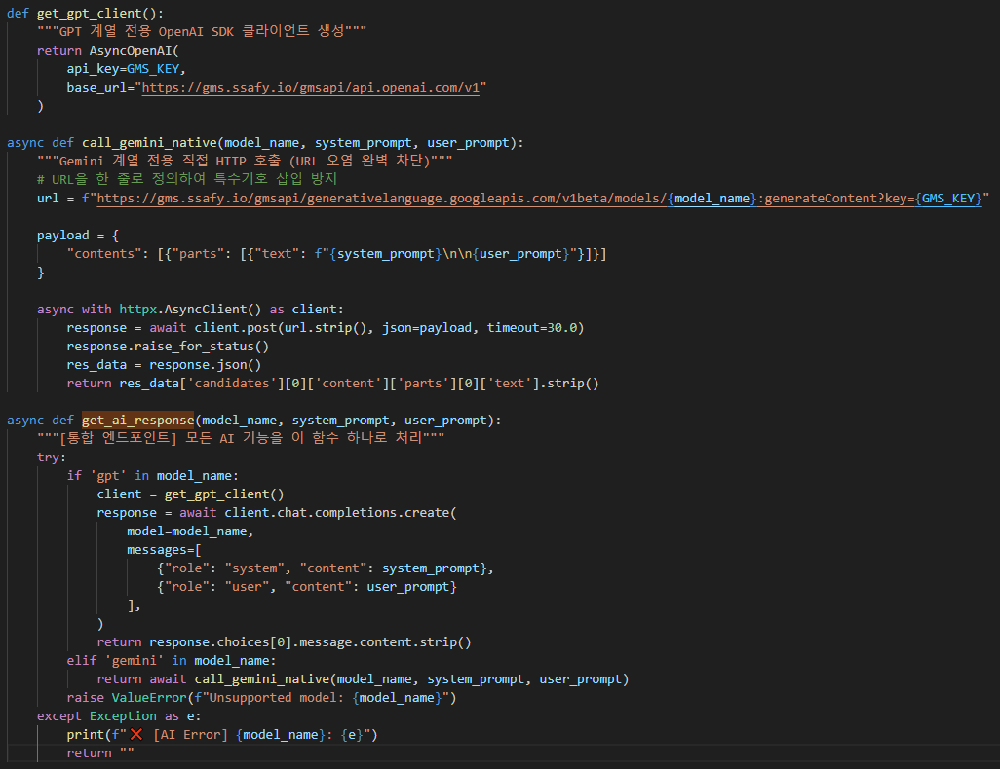 def get_gpt_client():
    """GPT 계열 전용 OpenAI SDK 클라이언트 생성"""
    return AsyncOpenAI(
        api_key=GMS_KEY,
        base_url="https://gms.ssafy.io/gmsapi/api.openai.com/v1"
    )

async def call_gemini_native(model_name, system_prompt, user_prompt):
    """Gemini 계열 전용 직접 HTTP 호출 (URL 오염 완벽 차단)"""
    # URL을 한 줄로 정의하여 특수기호 삽입 방지
    url = f"https://gms.ssafy.io/gmsapi/generativelanguage.googleapis.com/v1beta/models/{model_name}:generateContent?key={GMS_KEY}"

    payload = {
        "contents": [{"parts": [{"text": f"{system_prompt}\n\n{user_prompt}"}]}]
    }

    async with httpx.AsyncClient() as client:
        response = await client.post(url.strip(), json=payload, timeout=30.0)
        response.raise_for_status()
        res_data = response.json()
        return res_data['candidates'][0]['content']['parts'][0]['text'].strip()

async def get_ai_response(model_name, system_prompt, user_prompt):
    """[통합 엔드포인트] 모든 AI 기능을 이 함수 하나로 처리"""
    try:
        if 'gpt' in model_name:
            client = get_gpt_client()
            response = await client.chat.completions.create(
                model=model_name,
                messages=[
                    {"role": "system", "content": system_prompt},
                    {"role": "user", "content": user_prompt}
                ],
            )
            return response.choices[0].message.content.strip()
        elif 'gemini' in model_name:
            return await call_gemini_native(model_name, system_prompt, user_prompt)
        raise ValueError(f"Unsupported model: {model_name}")
    except Exception as e:
        print(f"❌ [AI Error] {model_name}: {e}")
        return ""